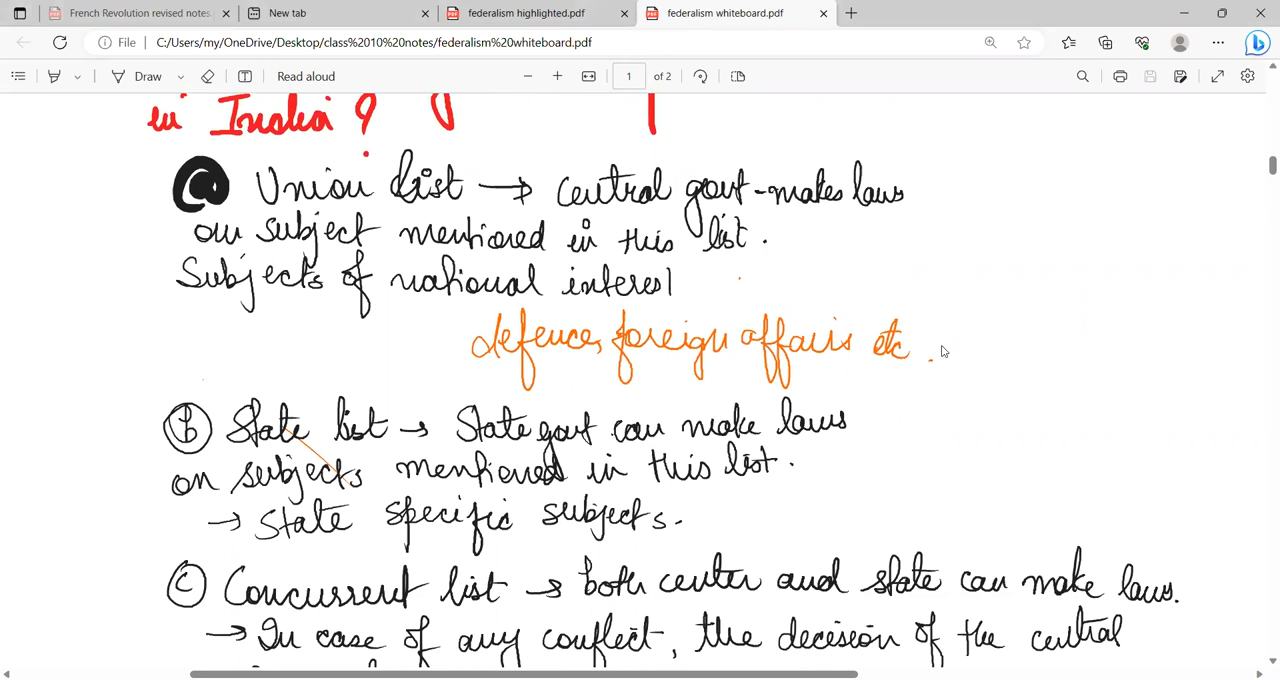 French Revolution revised notes.
New tab
federalism highlighted.pdf
federalism whiteboard.pdf
File
C:/Users/my/OneDrive/Desktop/class%2010%20notes/federalism%20whiteboard.pdf
Draw
Read aloud
1 of 2
in India ?
a Union list → Central govt - makes laws
on subject mentioned in this list.
Subjects of national interest
defence, foreign affairs etc.
b State list → State govt can make laws
on subjects mentioned in this list.
→ State specific subjects.
c Concurrent list → both center and state can make laws.
→ In case of any conflict, the decision of the central